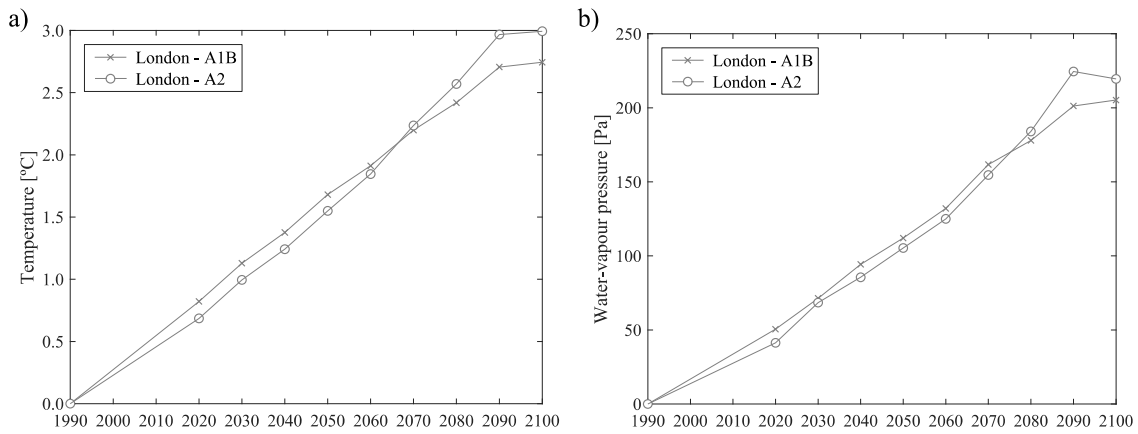 a)
Temperature [ºC]
3.0
2.5
2.0
1.5
1.0
0.5
0.0
London - A1B
London - A2
1990 2000 2010 2020 2030 2040 2050 2060 2070 2080 2090 2100
b)
Water-vapour pressure [Pa]
250
200
150
100
50
0
London - A1B
London - A2
1990 2000 2010 2020 2030 2040 2050 2060 2070 2080 2090 2100